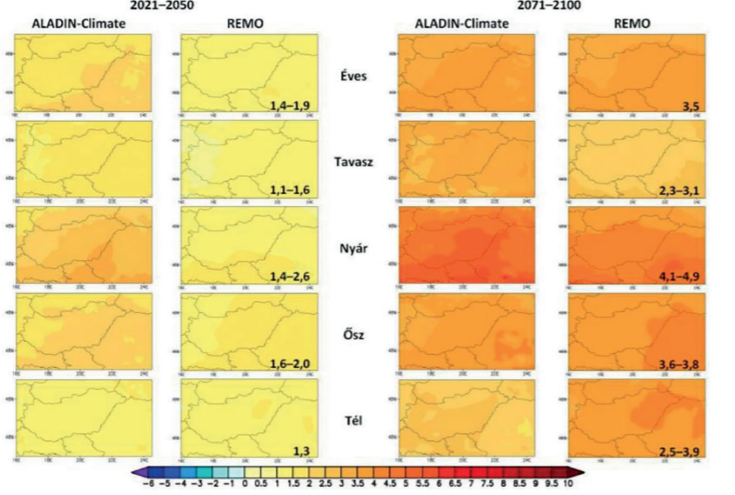 2021–2050 2071–2100
ALADIN-Climate REMO ALADIN-Climate REMO
Éves
1,4–1,9 3,5
Tavasz
1,1–1,6 2,3–3,1
Nyár
1,4–2,6 4,1–4,9
Ősz
1,6–2,0 3,6–3,8
Tél
1,3 2,5–3,9
−6 −5 −4 −3 −2 −1 0 0.5 1 1.5 2 2.5 3 3.5 4 4.5 5 5.5 6 6.5 7 7.5 8 8.5 9 9.5 10